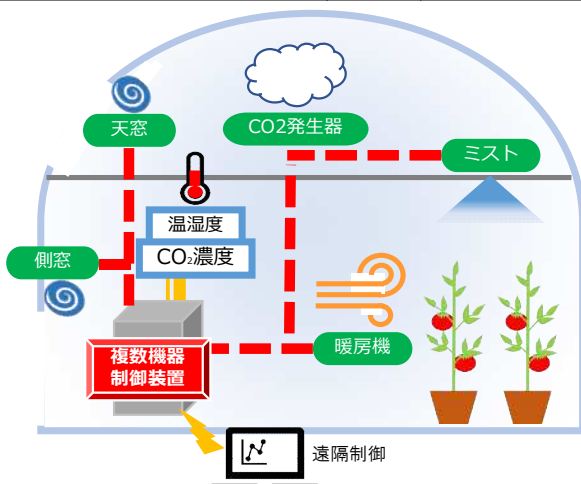 天窓
CO2発生器
ミスト
温湿度
CO₂濃度
側窓
暖房機
複数機器
制御装置
遠隔制御